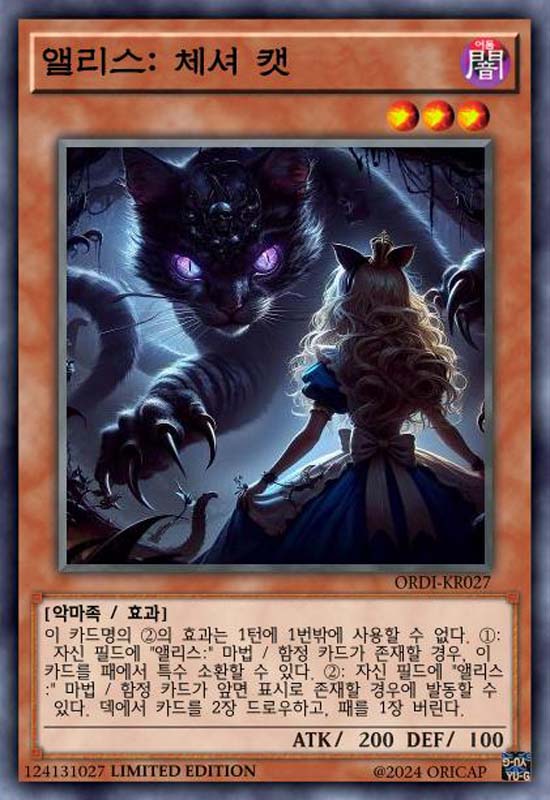 앨리스: 체셔 캣
어둠
闇
ORDI-KR027
[악마족 / 효과]
이 카드명의 ②의 효과는 1턴에 1번밖에 사용할 수 없다. ①:
자신 필드에 "앨리스:" 마법 / 함정 카드가 존재할 경우, 이
카드를 패에서 특수 소환할 수 있다. ②: 자신 필드에 "앨리스
:" 마법 / 함정 카드가 앞면 표시로 존재할 경우에 발동할 수
있다. 덱에서 카드를 2장 드로우하고, 패를 1장 버린다.
ATK/ 200 DEF/ 100
124131027 LIMITED EDITION
©2024 ORICAP
YU-G